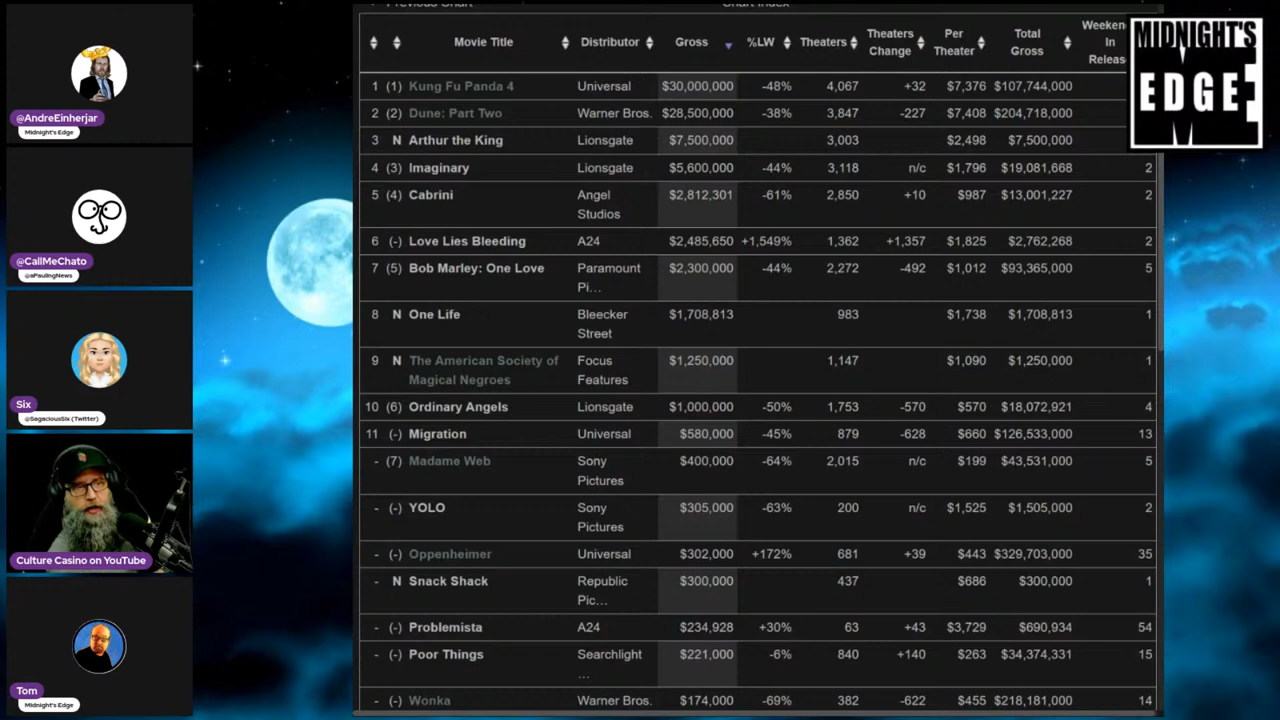 Previous Chart Chart Index
Movie Title Distributor Gross %LW Theaters Theaters Change Per Theater Total Gross Weekend In Release
1 (1) Kung Fu Panda 4 Universal $30,000,000 -48% 4,067 +32 $7,376 $107,744,000
2 (2) Dune: Part Two Warner Bros. $28,500,000 -38% 3,847 -227 $7,408 $204,718,000
3 N Arthur the King Lionsgate $7,500,000 3,003 $2,498 $7,500,000
4 (3) Imaginary Lionsgate $5,600,000 -44% 3,118 n/c $1,796 $19,081,668 2
5 (4) Cabrini Angel Studios $2,812,301 -61% 2,850 +10 $987 $13,001,227 2
6 (-) Love Lies Bleeding A24 $2,485,650 +1,549% 1,362 +1,357 $1,825 $2,762,268 2
7 (5) Bob Marley: One Love Paramount Pi... $2,300,000 -44% 2,272 -492 $1,012 $93,365,000 5
8 N One Life Bleecker Street $1,708,813 983 $1,738 $1,708,813 1
9 N The American Society of Magical Negroes Focus Features $1,250,000 1,147 $1,090 $1,250,000 1
10 (6) Ordinary Angels Lionsgate $1,000,000 -50% 1,753 -570 $570 $18,072,921 4
11 (-) Migration Universal $580,000 -45% 879 -628 $660 $126,533,000 13
- (7) Madame Web Sony Pictures $400,000 -64% 2,015 n/c $199 $43,531,000 5
- (-) YOLO Sony Pictures $305,000 -63% 200 n/c $1,525 $1,505,000 2
- (-) Oppenheimer Universal $302,000 +172% 681 +39 $443 $329,703,000 35
- N Snack Shack Republic Pic... $300,000 437 $686 $300,000 1
- (-) Problemista A24 $234,928 +30% 63 +43 $3,729 $690,934 54
- (-) Poor Things Searchlight ... $221,000 -6% 840 +140 $263 $34,374,331 15
- (-) Wonka Warner Bros. $174,000 -69% 382 -622 $455 $218,181,000 14
MIDNIGHT'S
EDGE
ME
@AndreEinherjar
Midnight's Edge
@CallMeChato
@aPaulingNews
Six
@SagaciousSix (Twitter)
Culture Casino on YouTube
Tom
Midnight's Edge